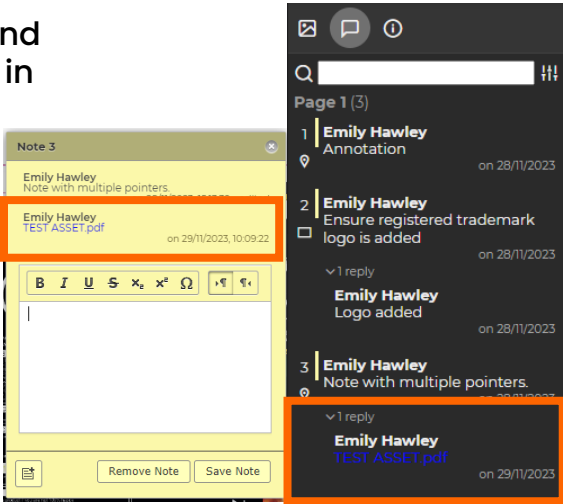 nd
in
Note 3
Emily Hawley
Note with multiple pointers.
Emily Hawley
TEST ASSET.pdf
on 29/11/2023, 10:09:22
B I U S x₂ x² Ω
Remove Note Save Note
Page 1 (3)
1 Emily Hawley
Annotation
on 28/11/2023
2 Emily Hawley
Ensure registered trademark
logo is added
on 28/11/2023
1 reply
Emily Hawley
Logo added
on 28/11/2023
3 Emily Hawley
Note with multiple pointers.
on 28/11/2023
1 reply
Emily Hawley
TEST ASSET.pdf
on 29/11/2023